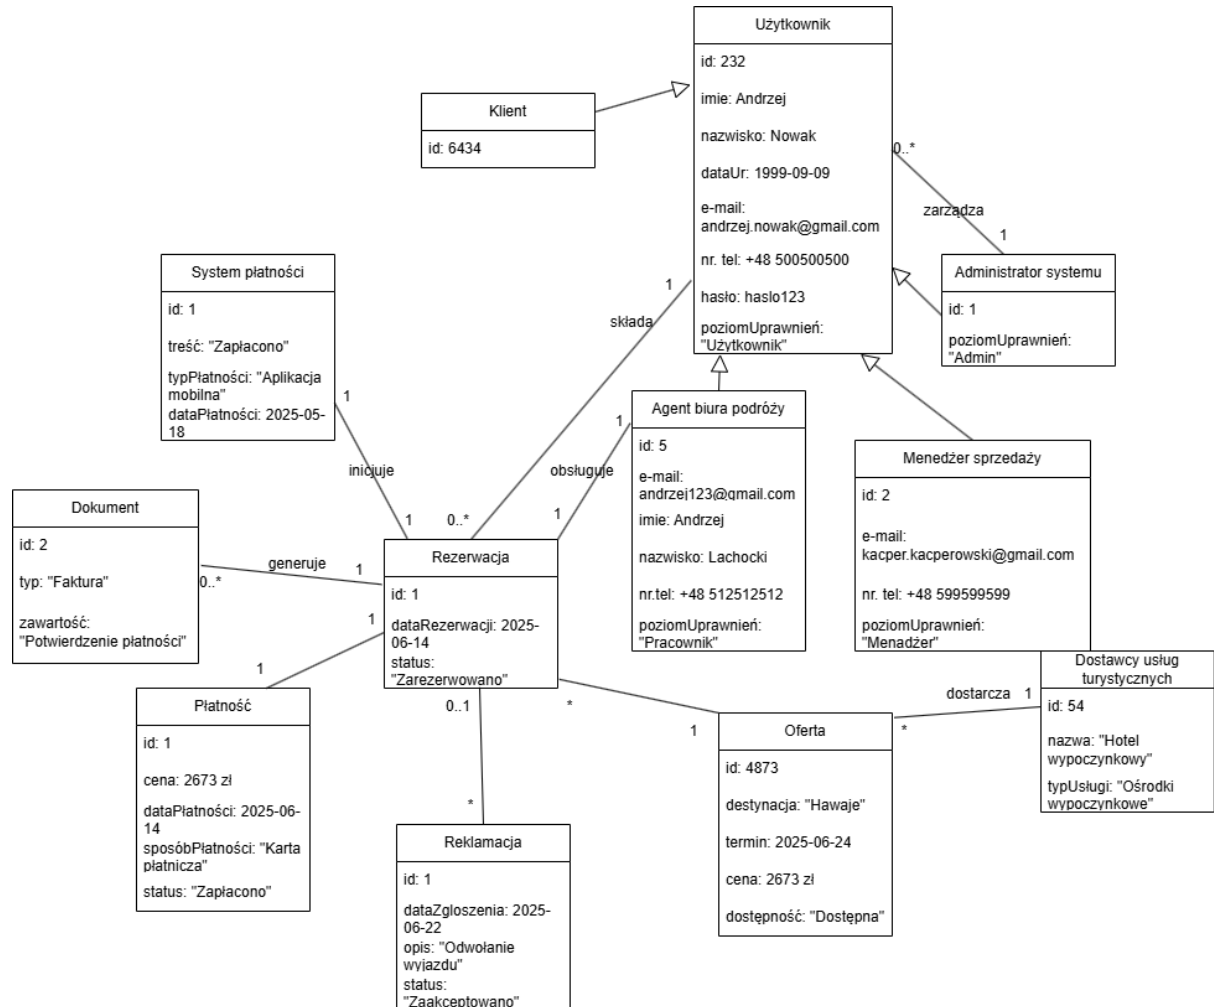 Użytkownik
id: 232
imie: Andrzej
nazwisko: Nowak
dataUr: 1999-09-09
e-mail:
andrzej.nowak@gmail.com
nr. tel: +48 500500500
hasło: haslo123
poziomUprawnień:
"Użytkownik"
Klient
id: 6434
0..*
zarządza
1
Administrator systemu
id: 1
poziomUprawnień:
"Admin"
System płatności
id: 1
treść: "Zapłacono"
typPłatności: "Aplikacja
mobilna"
dataPłatności: 2025-05-
18
1
składa
0..*
1
inicjuje
1
1
obsługuje
1
Agent biura podróży
id: 5
e-mail:
andrzej123@gmail.com
imie: Andrzej
nazwisko: Lachocki
nr.tel: +48 512512512
poziomUprawnień:
"Pracownik"
Menedżer sprzedaży
id: 2
e-mail:
kacper.kacperowski@gmail.com
nr. tel: +48 599599599
poziomUprawnień:
"Menadżer"
Dokument
id: 2
typ: "Faktura"
zawartość:
"Potwierdzenie płatności"
generuje
1
0..*
Rezerwacja
id: 1
dataRezerwacji: 2025-
06-14
status:
"Zarezerwowano"
1
1
Płatność
id: 1
cena: 2673 zł
dataPłatności: 2025-06-
14
sposóbPłatności: "Karta
płatnicza"
status: "Zapłacono"
0..1
*
Reklamacja
id: 1
dataZgloszenia: 2025-
06-22
opis: "Odwołanie
wyjazdu"
status:
"Zaakceptowano"
*
1
Oferta
id: 4873
destynacja: "Hawaje"
termin: 2025-06-24
cena: 2673 zł
dostępność: "Dostępna"
dostarcza
1
*
Dostawcy usług
turystycznych
id: 54
nazwa: "Hotel
wypoczynkowy"
typUsługi: "Ośrodki
wypoczynkowe"